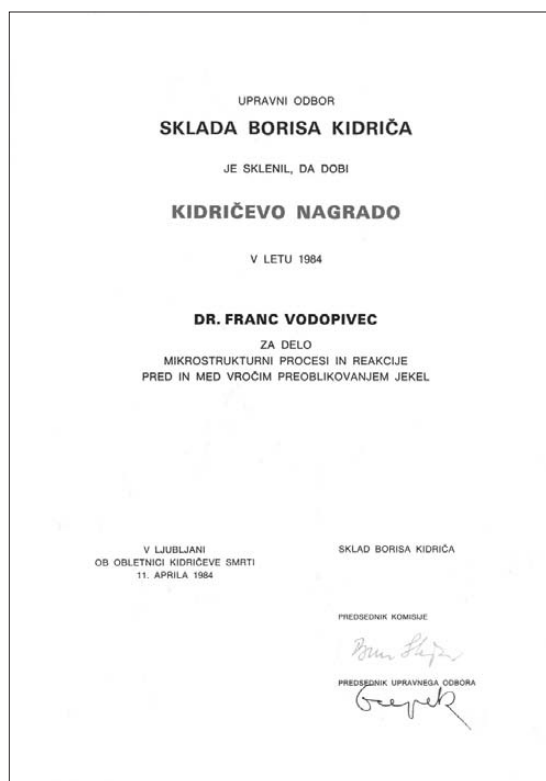 UPRAVNI ODBOR
SKLADA BORISA KIDRIČA
JE SKLENIL, DA DOBI
KIDRIČEVO NAGRADO
V LETU 1984
DR. FRANC VODOPIVEC
ZA DELO
MIKROSTRUKTURNI PROCESI IN REAKCIJE
PRED IN MED VROČIM PREOBLIKOVANJEM JEKEL
V LJUBLJANI
OB OBLETNICI KIDRIČEVE SMRTI
11. APRILA 1984
SKLAD BORISA KIDRIČA
PREDSEDNIK KOMISIJE
PREDSEDNIK UPRAVNEGA ODBORA